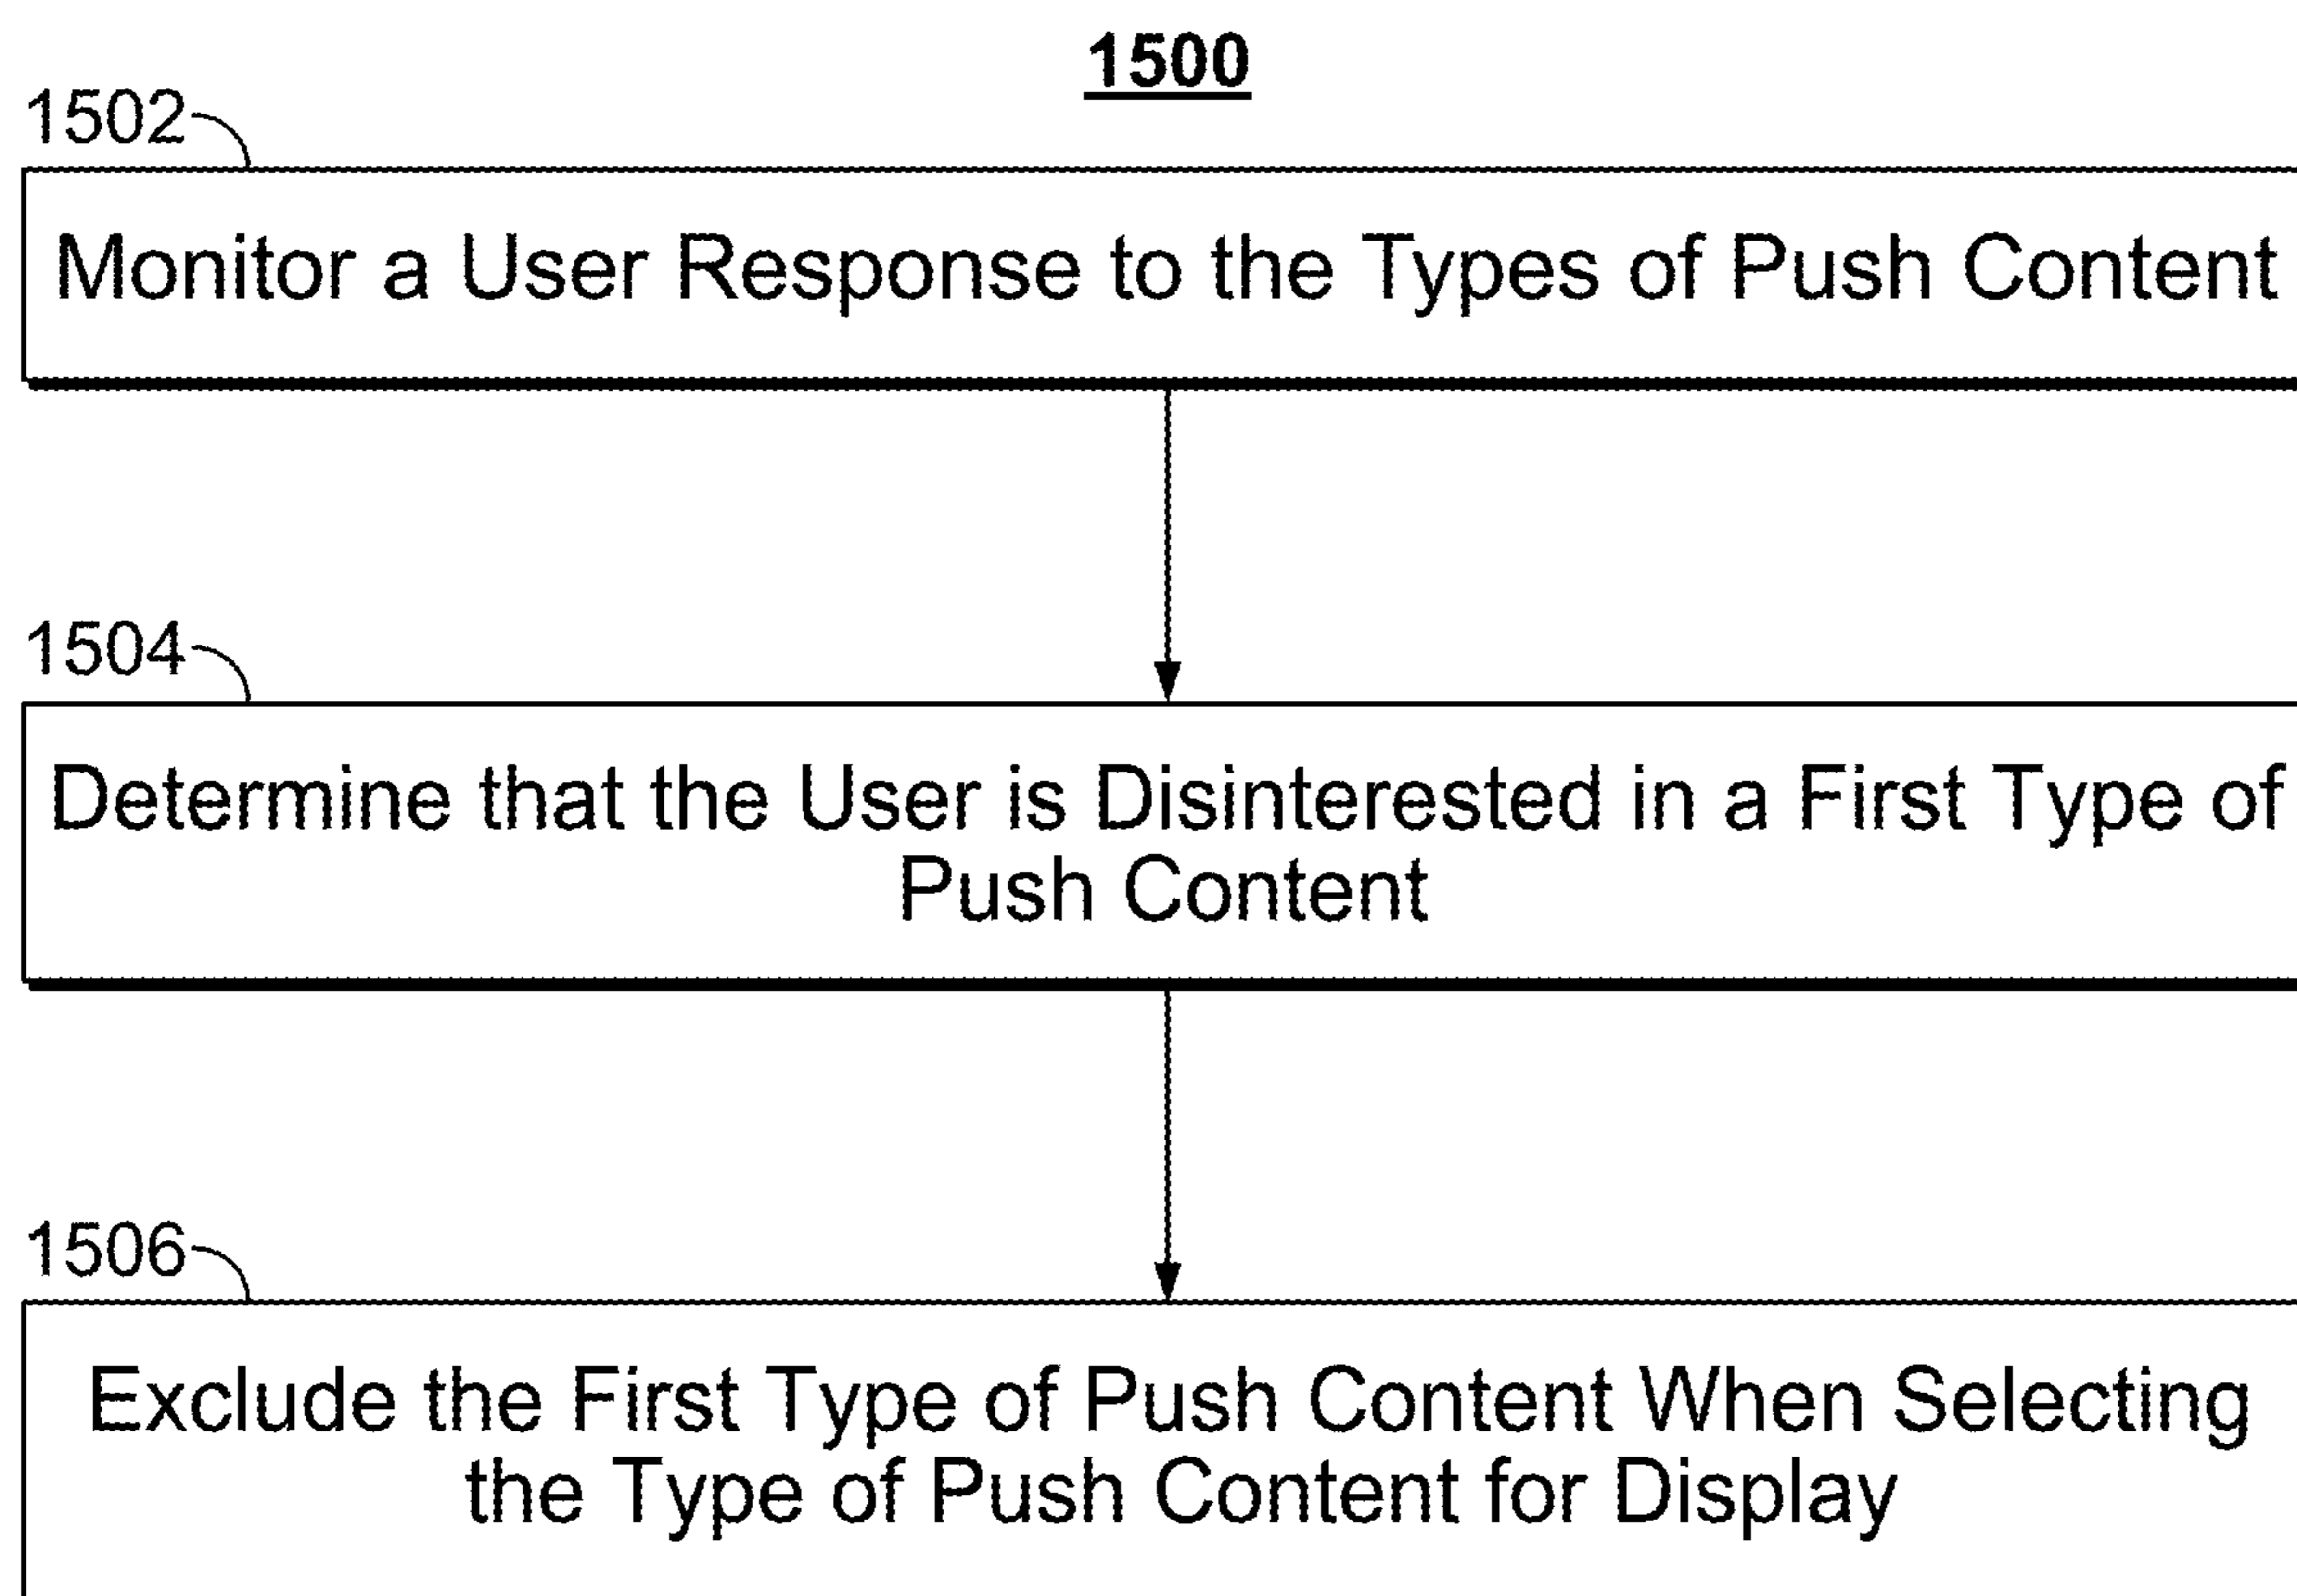 1500
1502
Monitor a User Response to the Types of Push Content
1504
Determine that the User is Disinterested in a First Type of
Push Content
1506
Exclude the First Type of Push Content When Selecting
the Type of Push Content for Display